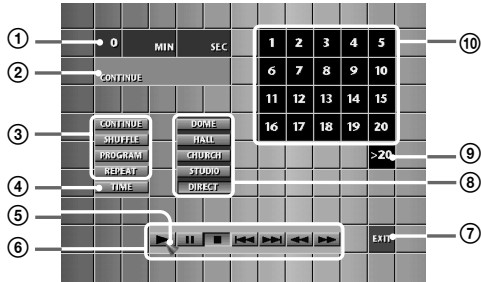 ① 0 MIN SEC
② CONTINUE
③ CONTINUE
SHUFFLE
PROGRAM
REPEAT
④ TIME
DOME
HALL
CHURCH
STUDIO
DIRECT
⑧
1 2 3 4 5 ⑩
6 7 8 9 10
11 12 13 14 15
16 17 18 19 20
>20 ⑨
⑤
⑥
EXIT ⑦